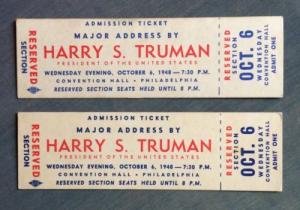 ADMISSION TICKET
MAJOR ADDRESS BY
HARRY S. TRUMAN
PRESIDENT OF THE UNITED STATES
WEDNESDAY EVENING, OCTOBER 6, 1948 — 7:30 P.M.
CONVENTION HALL • PHILADELPHIA
RESERVED SECTION SEATS HELD UNTIL 8 P.M.
RESERVED
SECTION
RESERVED
SECTION
OCT. 6
WEDNESDAY
CONVENTION HALL
ADMIT ONE
ADMISSION TICKET
MAJOR ADDRESS BY
HARRY S. TRUMAN
PRESIDENT OF THE UNITED STATES
WEDNESDAY EVENING, OCTOBER 6, 1948 — 7:30 P.M.
CONVENTION HALL • PHILADELPHIA
RESERVED SECTION SEATS HELD UNTIL 8 P.M.
RESERVED
SECTION
RESERVED
SECTION
OCT. 6
WEDNESDAY
CONVENTION HALL
ADMIT ONE